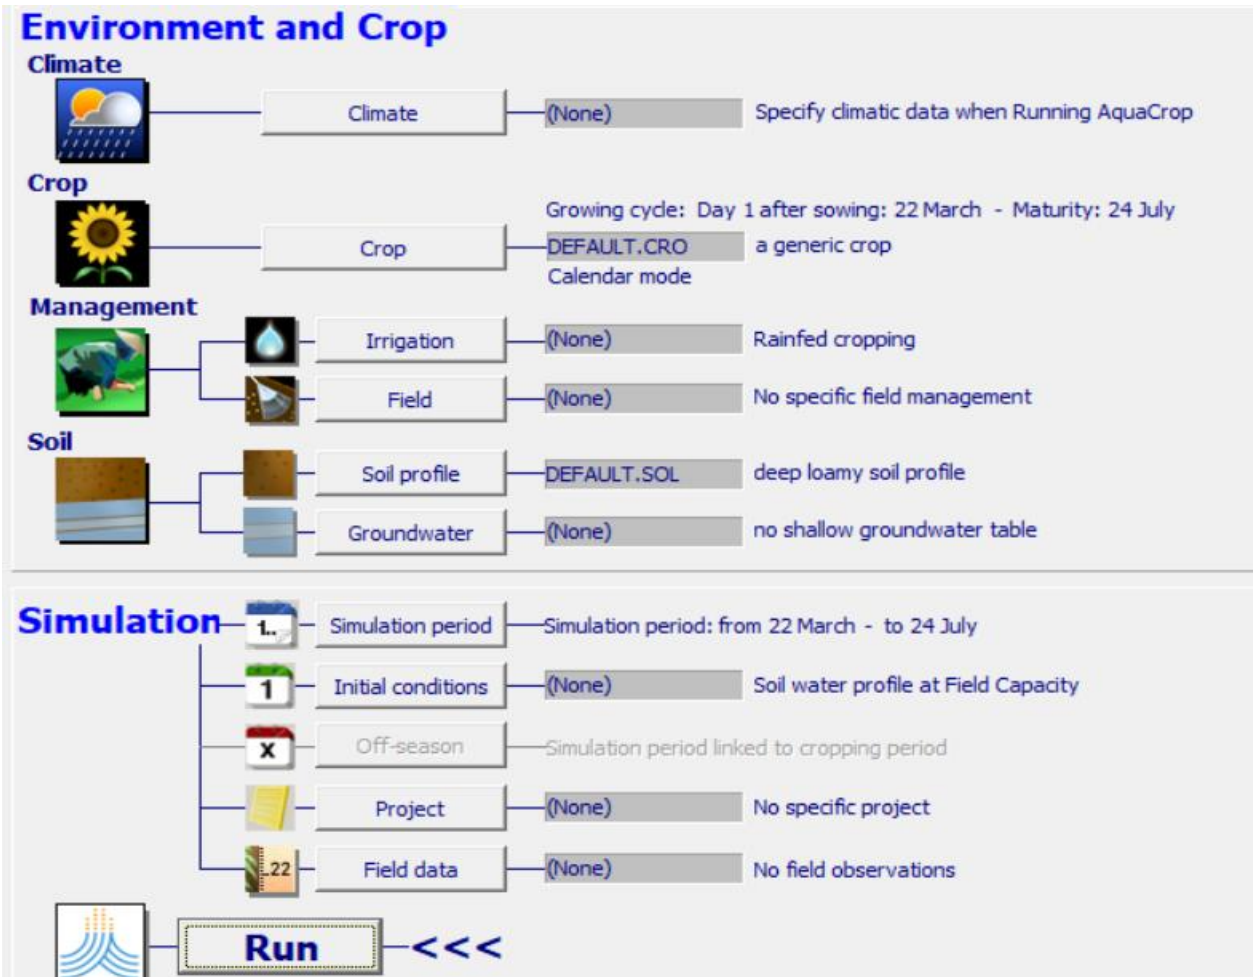 Environment and Crop
Climate
Climate (None) Specify climatic data when Running AquaCrop
Crop
Growing cycle: Day 1 after sowing: 22 March - Maturity: 24 July
Crop DEFAULT.CRO a generic crop
Calendar mode
Management
Irrigation (None) Rainfed cropping
Field (None) No specific field management
Soil
Soil profile DEFAULT.SOL deep loamy soil profile
Groundwater (None) no shallow groundwater table
Simulation 1.. Simulation period Simulation period: from 22 March - to 24 July
1 Initial conditions (None) Soil water profile at Field Capacity
X Off-season Simulation period linked to cropping period
Project (None) No specific project
22 Field data (None) No field observations
Run <<<